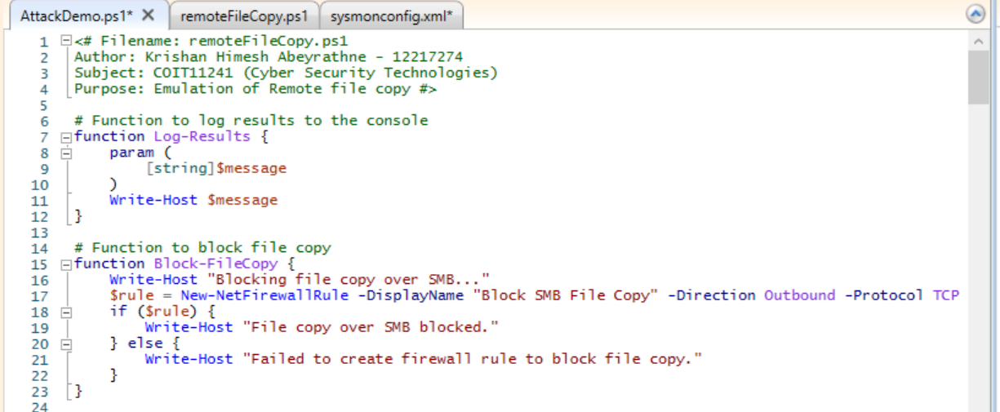 AttackDemo.ps1* X remoteFileCopy.ps1 sysmonconfig.xml*
1 <# Filename: remoteFileCopy.ps1
2 Author: Krishan Himesh Abeyrathne - 12217274
3 Subject: COIT11241 (Cyber Security Technologies)
4 Purpose: Emulation of Remote file copy #>
5
6 # Function to log results to the console
7 function Log-Results {
8     param (
9         [string]$message
10     )
11     Write-Host $message
12 }
13
14 # Function to block file copy
15 function Block-FileCopy {
16     Write-Host "Blocking file copy over SMB..."
17     $rule = New-NetFirewallRule -DisplayName "Block SMB File Copy" -Direction Outbound -Protocol TCP
18     if ($rule) {
19         Write-Host "File copy over SMB blocked."
20     } else {
21         Write-Host "Failed to create firewall rule to block file copy."
22     }
23 }
24